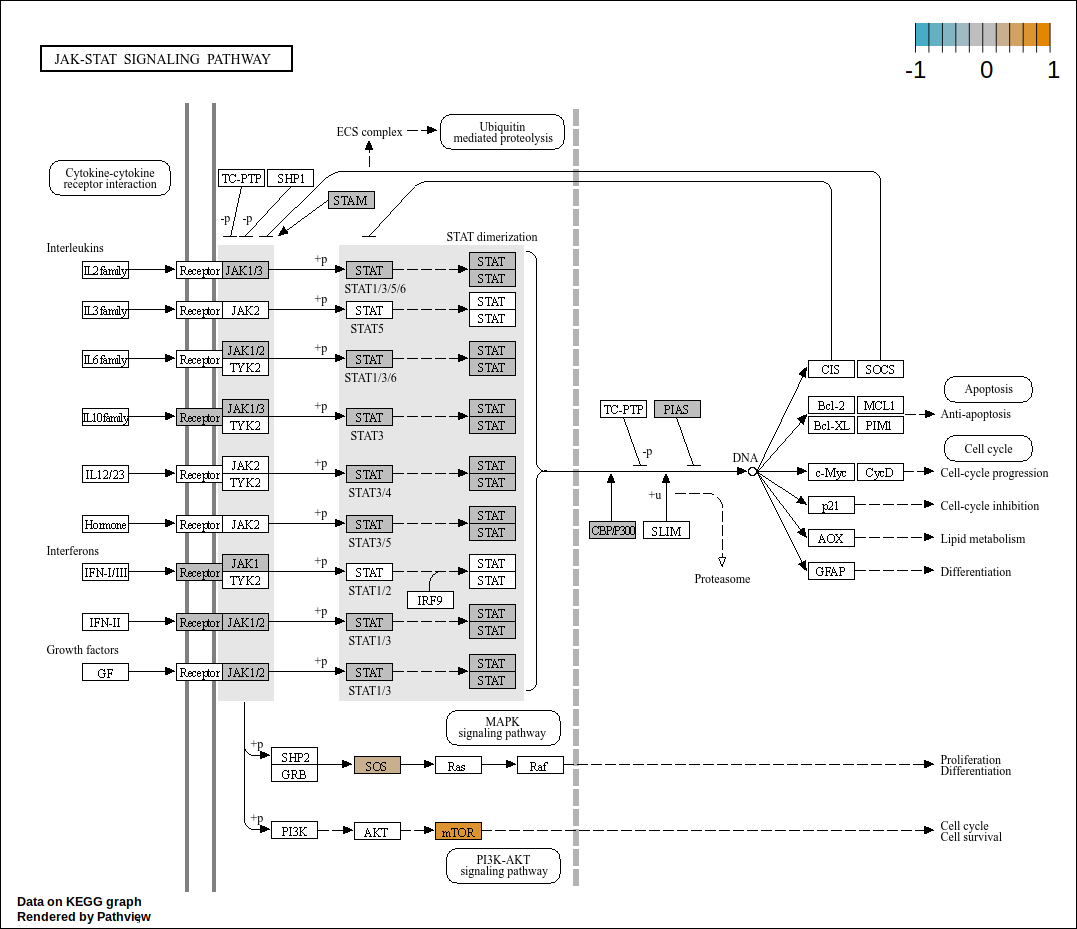 JAK-STAT SIGNALING PATHWAY
-1 0 1
ECS complex
Ubiquitin
mediated proteolysis
Cytokine-cytokine
receptor interaction
TC-PTP SHP1
STAM
-p -p
Interleukins
STAT dimerization
IL2 family Receptor JAK1/3 +p STAT STAT
STAT
STAT1/3/5/6
IL3 family Receptor JAK2 +p STAT STAT
STAT
STAT5
IL6 family Receptor JAK1/2 +p STAT STAT
TYK2 STAT
STAT1/3/6
IL10 family Receptor JAK1/3 +p STAT STAT
TYK2 STAT
STAT3
IL12/23 Receptor JAK2 +p STAT STAT
TYK2 STAT
STAT3/4
Hormone Receptor JAK2 +p STAT STAT
STAT
STAT3/5
Interferons
IFN-I/III Receptor JAK1 +p STAT STAT
TYK2 STAT
STAT1/2
IRF9
IFN-II Receptor JAK1/2 +p STAT STAT
STAT
STAT1/3
Growth factors
GF Receptor JAK1/2 +p STAT STAT
STAT
STAT1/3
TC-PTP PIAS
-p
DNA
+u
CBP/P300 SLIM
Proteasome
CIS SOCS
Apoptosis
Bcl-2 MCL1
Bcl-XL PIM1
Anti-apoptosis
Cell cycle
c-Myc CycD Cell-cycle progression
p21 Cell-cycle inhibition
AOX Lipid metabolism
GFAP Differentiation
MAPK
signaling pathway
+p SHP2
GRB
SOS Ras Raf
Proliferation
Differentiation
+p PI3K AKT mTOR
Cell cycle
Cell survival
PI3K-AKT
signaling pathway
Data on KEGG graph
Rendered by Pathview